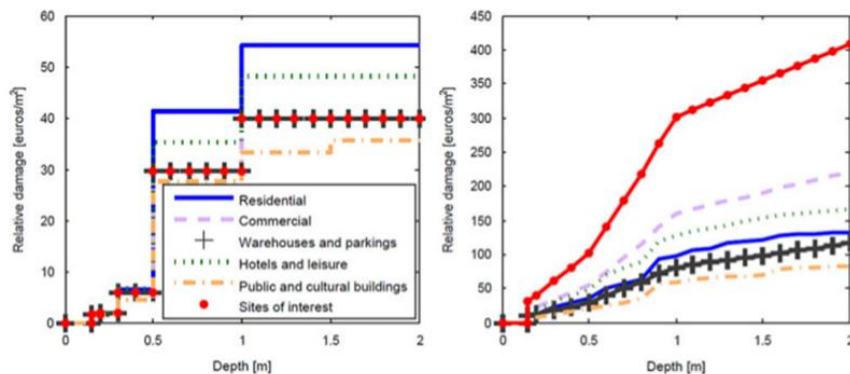 60
50
40
30
20
10
0
Relative damage [euros/m²]
0
0.5
1
1.5
2
Depth [m]
Residential
Commercial
Warehouses and parkings
Hotels and leisure
Public and cultural buildings
Sites of interest
450
400
350
300
250
200
150
100
50
0
Relative damage [euros/m²]
0
0.5
1
1.5
2
Depth [m]